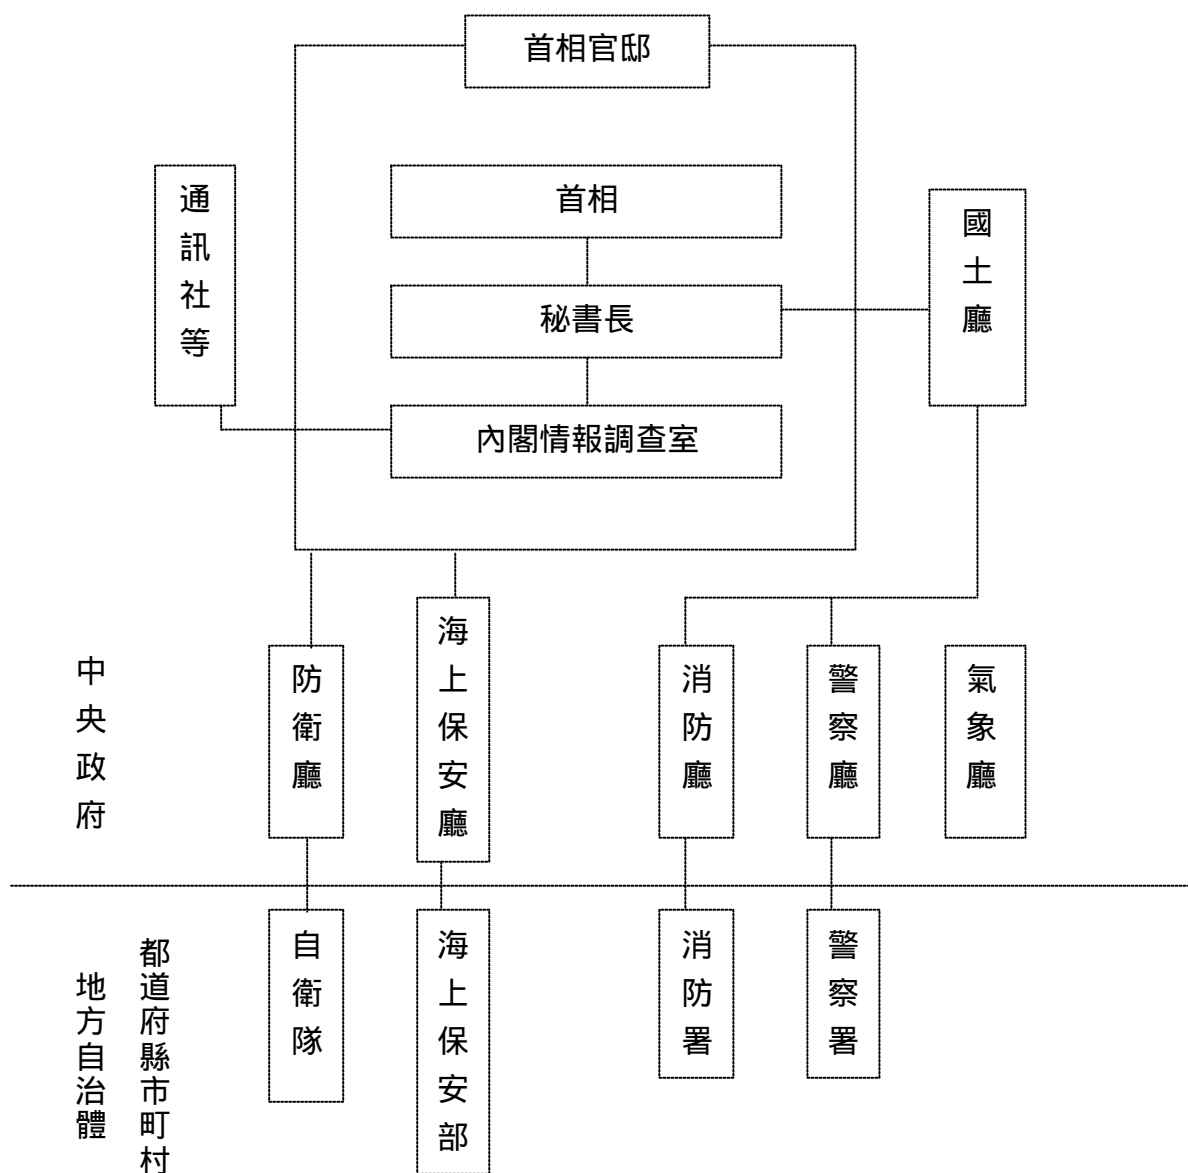 首相官邸
通訊社等
首相
國土廳
秘書長
內閣情報調查室
中央政府
防衛廳
海上保安廳
消防廳
警察廳
氣象廳
地方自治體
都道府縣市町村
自衛隊
海上保安部
消防署
警察署